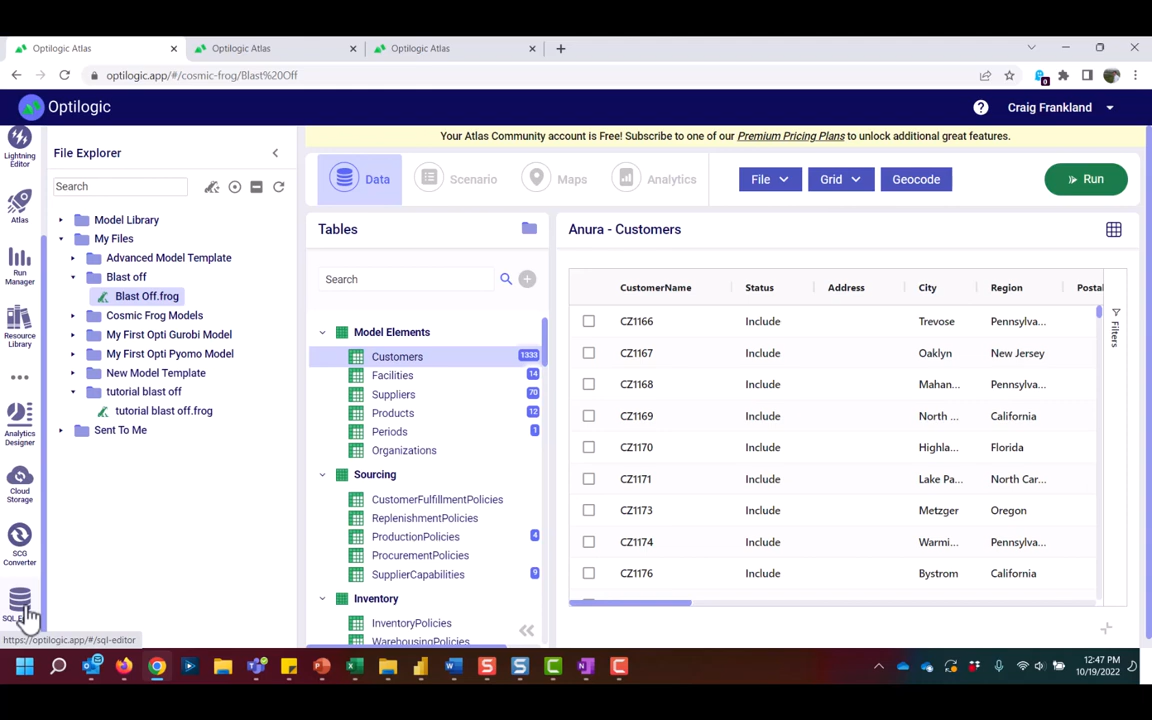 Optilogic Atlas
Optilogic Atlas
Optilogic Atlas
optilogic.app/#/cosmic-frog/Blast%20Off
0
Optilogic
Craig Frankland
Lightning Editor
Atlas
Run Manager
Resource Library
Analytics Designer
Cloud Storage
SCG Converter
SQL E
https://optilogic.app/#/sql-editor
File Explorer
Search
Model Library
My Files
Advanced Model Template
Blast off
Blast Off.frog
Cosmic Frog Models
My First Opti Gurobi Model
My First Opti Pyomo Model
New Model Template
tutorial blast off
tutorial blast off.frog
Sent To Me
Your Atlas Community account is Free! Subscribe to one of our Premium Pricing Plans to unlock additional great features.
Data Scenario Maps Analytics File Grid Geocode Run
Tables
Search
Model Elements
Customers 1333
Facilities 14
Suppliers 70
Products 12
Periods 1
Organizations
Sourcing
CustomerFulfillmentPolicies
ReplenishmentPolicies
ProductionPolicies 4
ProcurementPolicies
SupplierCapabilities 9
Inventory
InventoryPolicies
WarehousingPolicies
Anura - Customers
CustomerName Status Address City Region Postal
CZ1166 Include Trevose Pennsylva...
CZ1167 Include Oaklyn New Jersey
CZ1168 Include Mahan... Pennsylva...
CZ1169 Include North ... California
CZ1170 Include Highla... Florida
CZ1171 Include Lake Pa... North Car...
CZ1173 Include Metzger Oregon
CZ1174 Include Warmi... Pennsylva...
CZ1176 Include Bystrom California
Filters
12:47 PM
10/19/2022